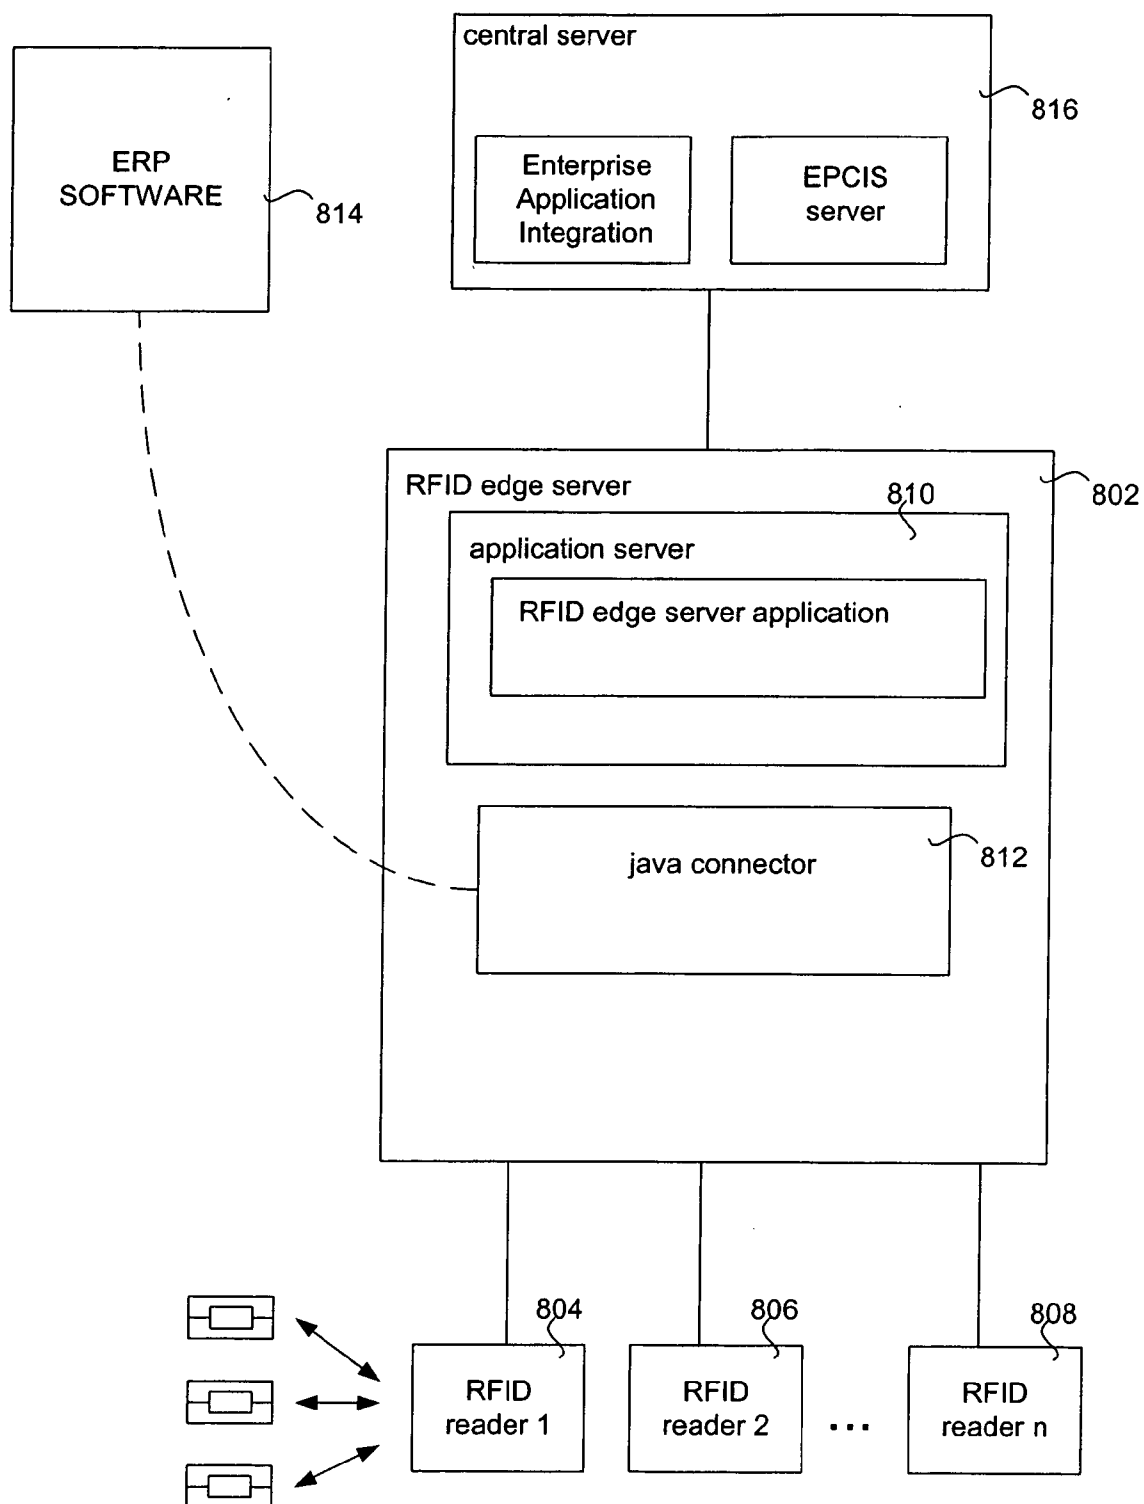 central server
816
ERP
SOFTWARE
814
Enterprise
Application
Integration
EPCIS
server
RFID edge server
802
810
application server
RFID edge server application
java connector
812
804
806
808
RFID
reader 1
RFID
reader 2
...
RFID
reader n